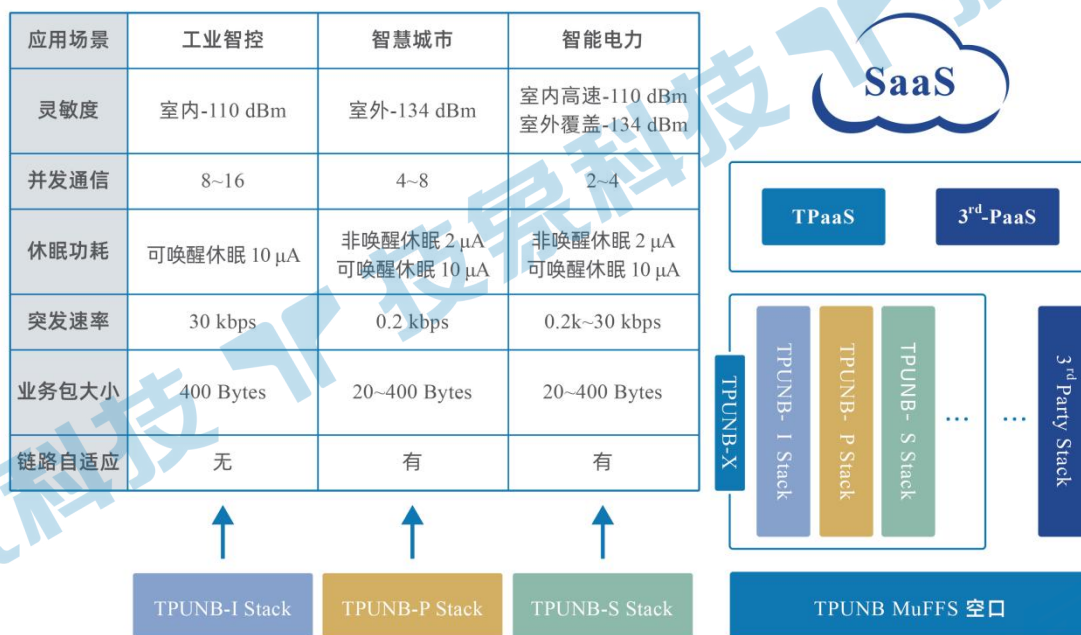 应用场景 工业智控 智慧城市 智能电力
灵敏度 室内-110 dBm 室外-134 dBm 室内高速-110 dBm
室外覆盖-134 dBm
并发通信 8~16 4~8 2~4
休眠功耗 可唤醒休眠 10 μA 非唤醒休眠 2 μA 非唤醒休眠 2 μA
可唤醒休眠 10 μA 可唤醒休眠 10 μA
突发速率 30 kbps 0.2 kbps 0.2k~30 kbps
业务包大小 400 Bytes 20~400 Bytes 20~400 Bytes
链路自适应 无 有 有
TPUNB-I Stack TPUNB-P Stack TPUNB-S Stack
SaaS
TPaaS 3rd-PaaS
TPUNB-X
TPUNB- I Stack
TPUNB- P Stack
TPUNB- S Stack
... ...
3rd Party Stack
TPUNB MuFFS 空口
技象科技
象科技